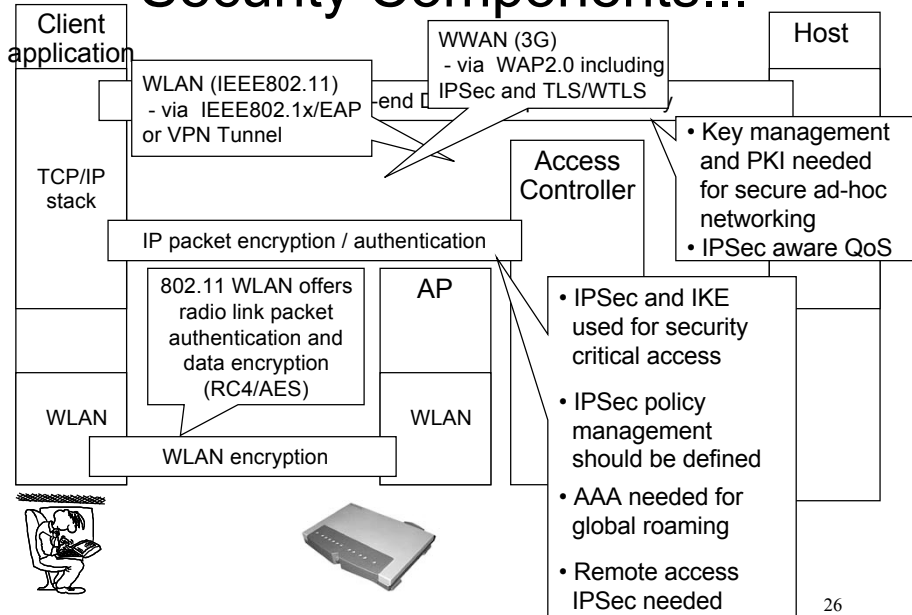 Security Components...
Client
application
WLAN (IEEE802.11)
- via IEEE802.1x/EAP
or VPN Tunnel
WWAN (3G)
- via WAP2.0 including
IPSec and TLS/WTLS
Host
-end
• Key management
and PKI needed
for secure ad-hoc
networking
• IPSec aware QoS
TCP/IP
stack
Access
Controller
IP packet encryption / authentication
802.11 WLAN offers
radio link packet
authentication and
data encryption
(RC4/AES)
AP
• IPSec and IKE
used for security
critical access
• IPSec policy
management
should be defined
• AAA needed for
global roaming
• Remote access
IPSec needed
WLAN
WLAN
WLAN encryption
26